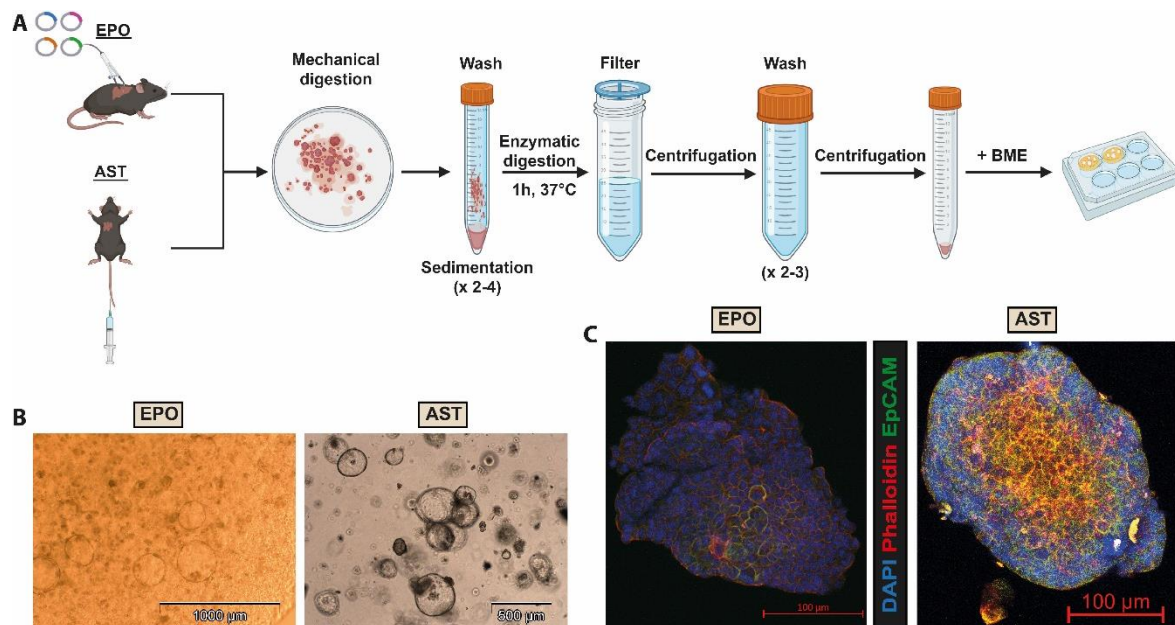 A
EPO
AST
Mechanical
digestion
Wash
Sedimentation
(x 2-4)
Enzymatic
digestion
1h, 37°C
Filter
Centrifugation
Wash
(x 2-3)
Centrifugation
+ BME
B
EPO
1000 µm
AST
500 µm
C
EPO
100 µm
DAPI Phalloidin EpCAM
AST
100 µm